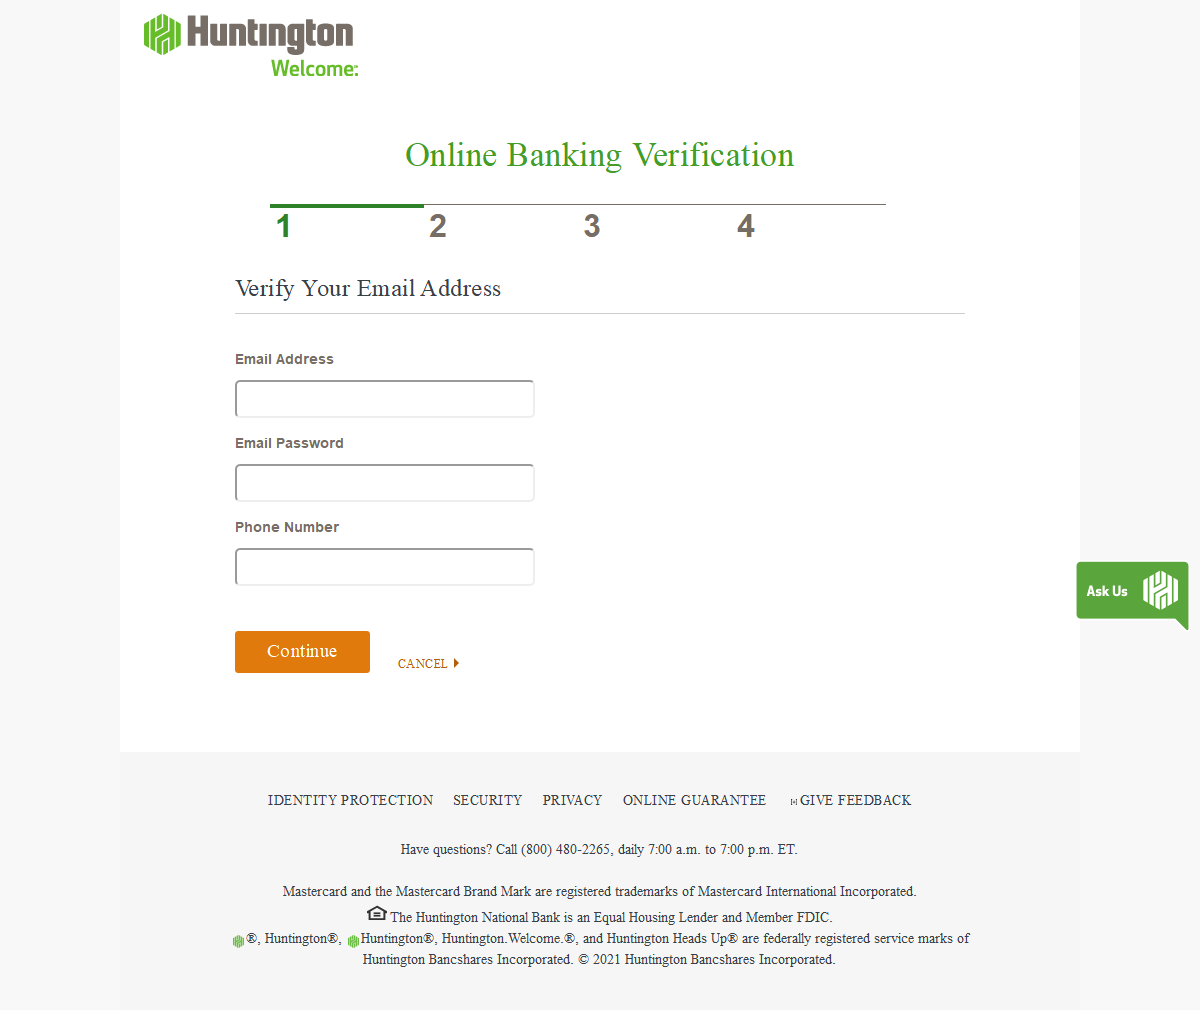 Huntington
Welcome:
Online Banking Verification
1 2 3 4
Verify Your Email Address
Email Address
Email Password
Phone Number
Ask Us
Continue CANCEL
IDENTITY PROTECTION SECURITY PRIVACY ONLINE GUARANTEE GIVE FEEDBACK
Have questions? Call (800) 480-2265, daily 7:00 a.m. to 7:00 p.m. ET.
Mastercard and the Mastercard Brand Mark are registered trademarks of Mastercard International Incorporated.
The Huntington National Bank is an Equal Housing Lender and Member FDIC.
®, Huntington®, Huntington®, Huntington.Welcome.®, and Huntington Heads Up® are federally registered service marks of
Huntington Bancshares Incorporated. © 2021 Huntington Bancshares Incorporated.